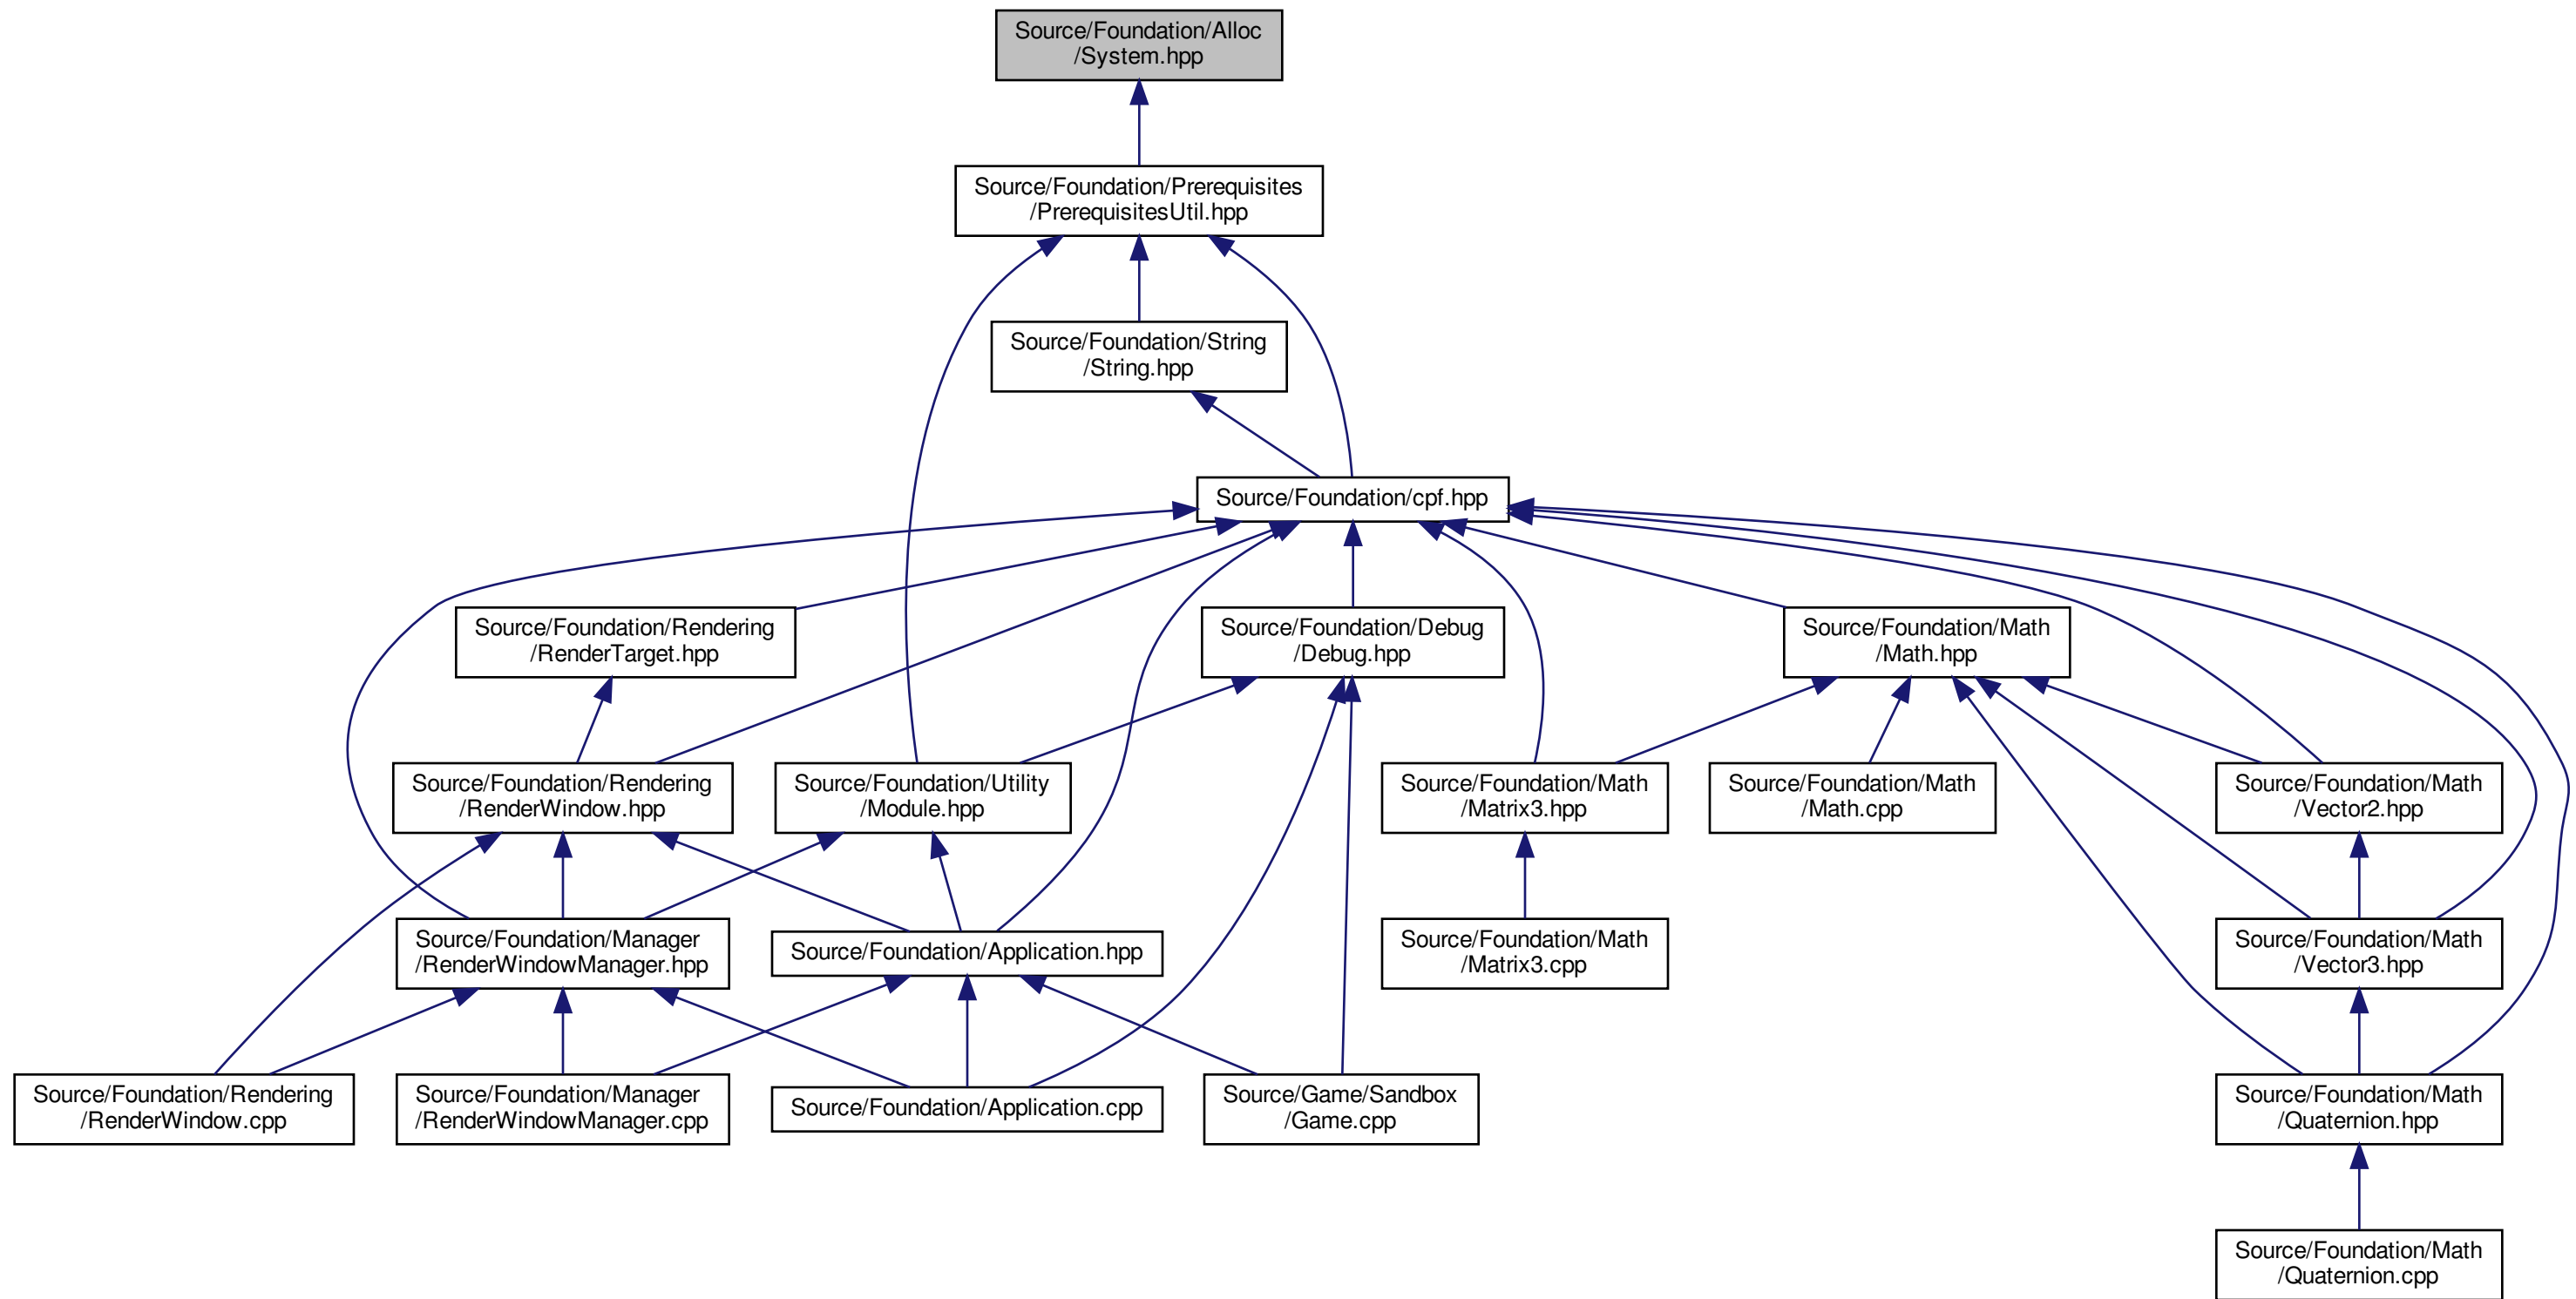 Source/Foundation/Alloc
/System.hpp
Source/Foundation/Prerequisites
/PrerequisitesUtil.hpp
Source/Foundation/String
/String.hpp
Source/Foundation/cpf.hpp
Source/Foundation/Rendering
/RenderTarget.hpp
Source/Foundation/Debug
/Debug.hpp
Source/Foundation/Math
/Math.hpp
Source/Foundation/Rendering
/RenderWindow.hpp
Source/Foundation/Utility
/Module.hpp
Source/Foundation/Math
/Matrix3.hpp
Source/Foundation/Math
/Math.cpp
Source/Foundation/Math
/Vector2.hpp
Source/Foundation/Manager
/RenderWindowManager.hpp
Source/Foundation/Application.hpp
Source/Foundation/Math
/Matrix3.cpp
Source/Foundation/Math
/Vector3.hpp
Source/Foundation/Rendering
/RenderWindow.cpp
Source/Foundation/Manager
/RenderWindowManager.cpp
Source/Foundation/Application.cpp
Source/Game/Sandbox
/Game.cpp
Source/Foundation/Math
/Quaternion.hpp
Source/Foundation/Math
/Quaternion.cpp